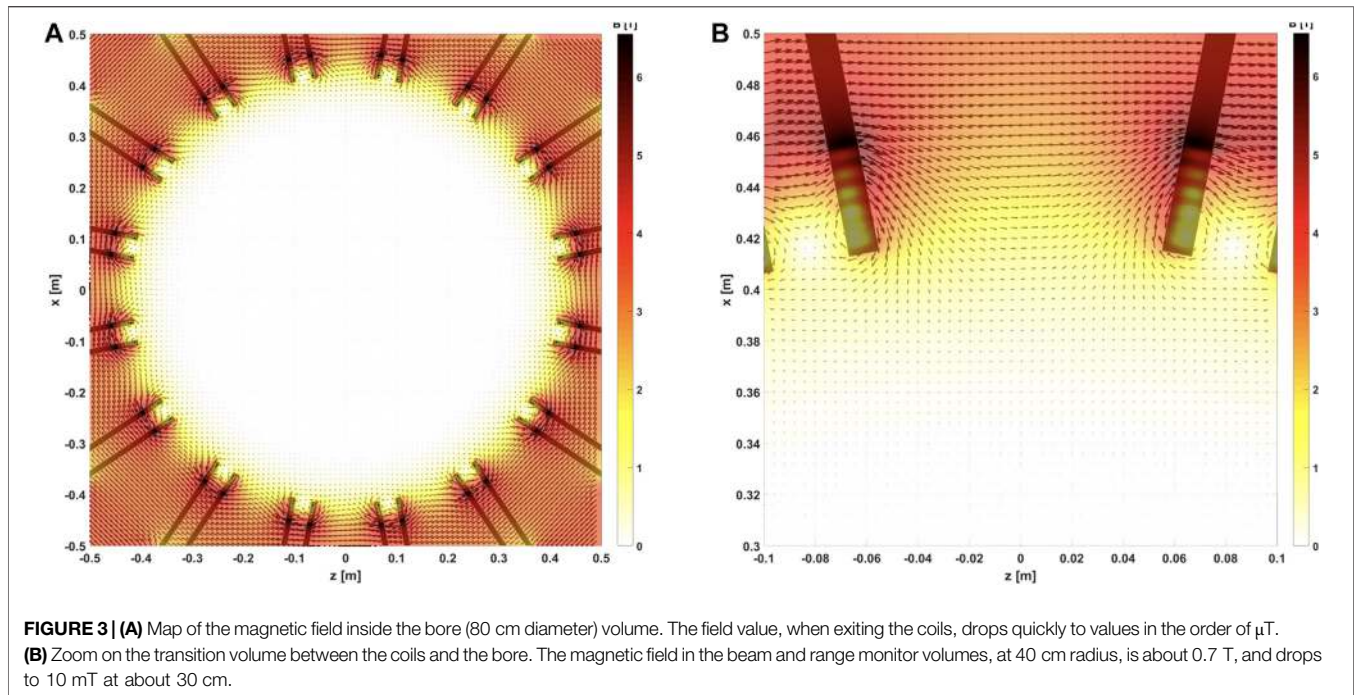 A
B [T]
0.5
0.4
0.3
0.2
0.1
0
-0.1
-0.2
-0.3
-0.4
-0.5
x [m]
-0.5 -0.4 -0.3 -0.2 -0.1 0 0.1 0.2 0.3 0.4 0.5
z [m]
6
5
4
3
2
1
0
B
B [T]
0.5
0.48
0.46
0.44
0.42
0.4
0.38
0.36
0.34
0.32
0.3
x [m]
-0.1 -0.08 -0.06 -0.04 -0.02 0 0.02 0.04 0.06 0.08 0.1
z [m]
6
5
4
3
2
1
0
FIGURE 3 | (A) Map of the magnetic field inside the bore (80 cm diameter) volume. The field value, when exiting the coils, drops quickly to values in the order of μT.
(B) Zoom on the transition volume between the coils and the bore. The magnetic field in the beam and range monitor volumes, at 40 cm radius, is about 0.7 T, and drops
to 10 mT at about 30 cm.